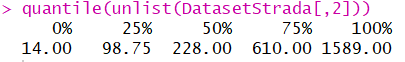 > quantile(unlist(DatasetStrada[,2]))
0% 25% 50% 75% 100%
14.00 98.75 228.00 610.00 1589.00